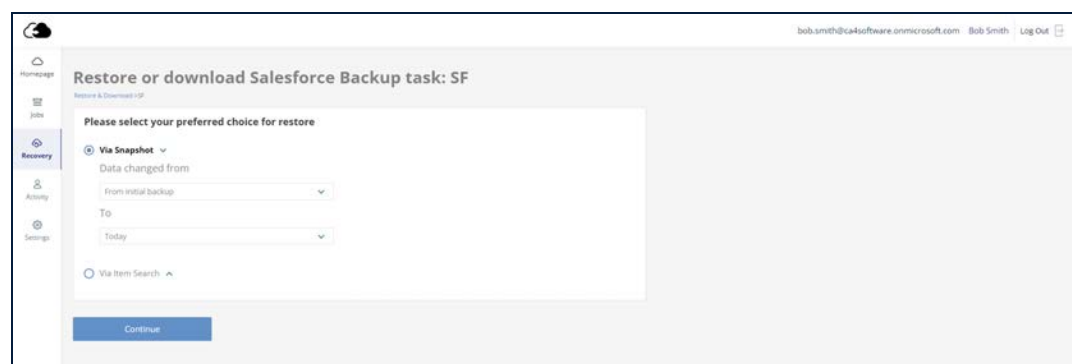 bob.smith@ca4software.onmicrosoft.com Bob Smith Log Out
Homepage
Jobs
Recovery
Activity
Settings
Restore or download Salesforce Backup task: SF
Restore & Download >SF
Please select your preferred choice for restore
Via Snapshot
Data changed from
From initial backup
To
Today
Via Item Search
Continue